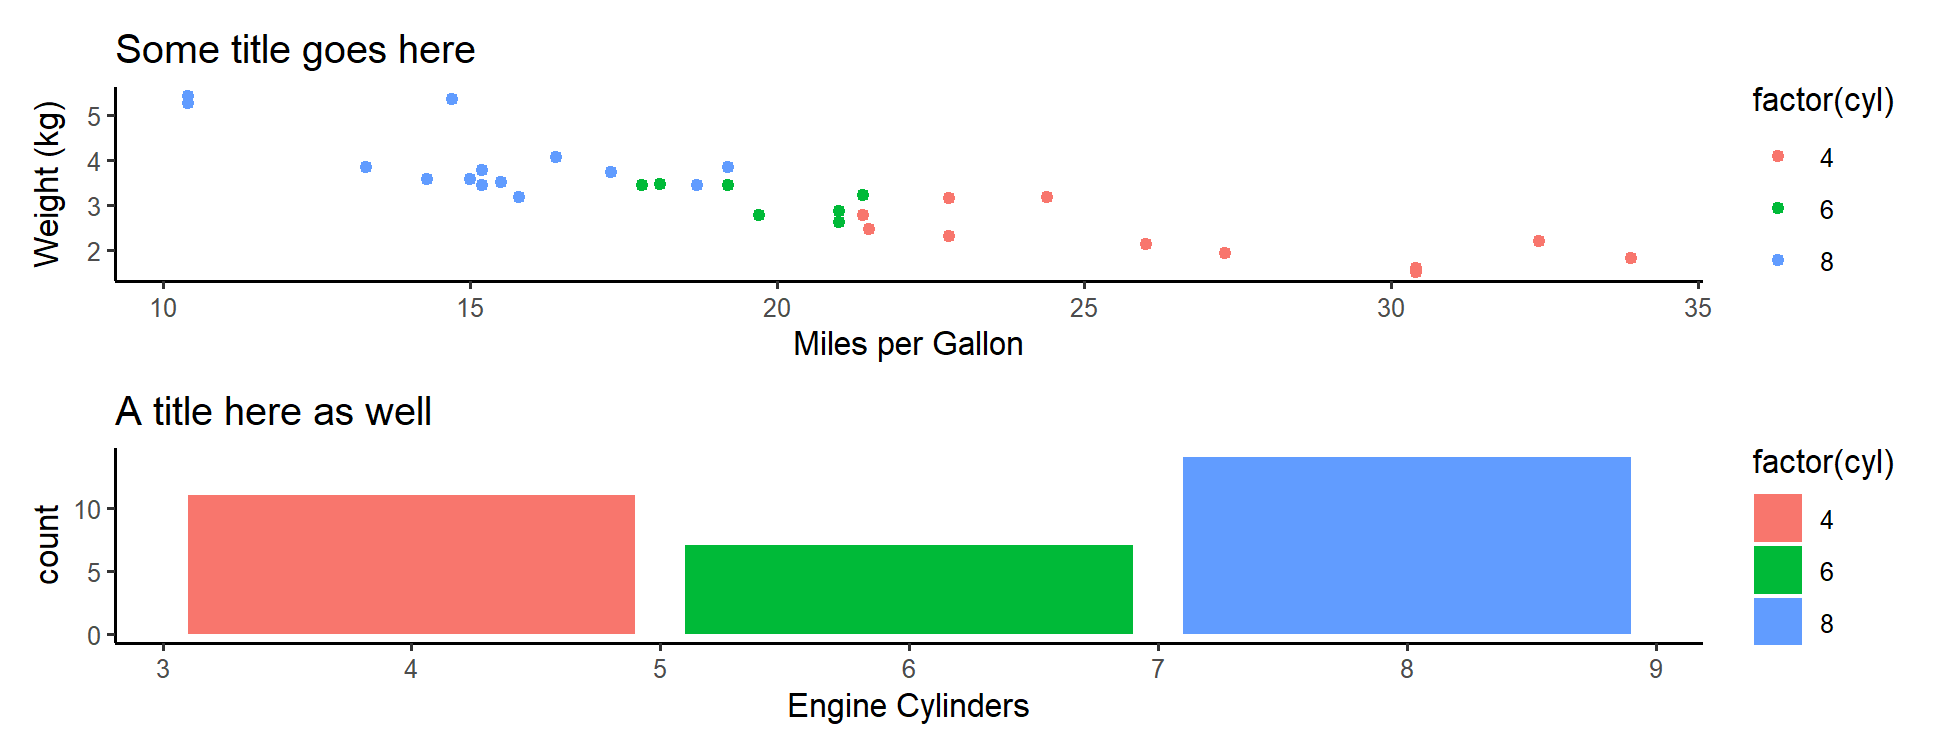 Some title goes here
Weight (kg)
5
4
3
2
10 15 20 25 30 35
Miles per Gallon
factor(cyl)
4
6
8
A title here as well
count
10
5
0
3 4 5 6 7 8 9
Engine Cylinders
factor(cyl)
4
6
8